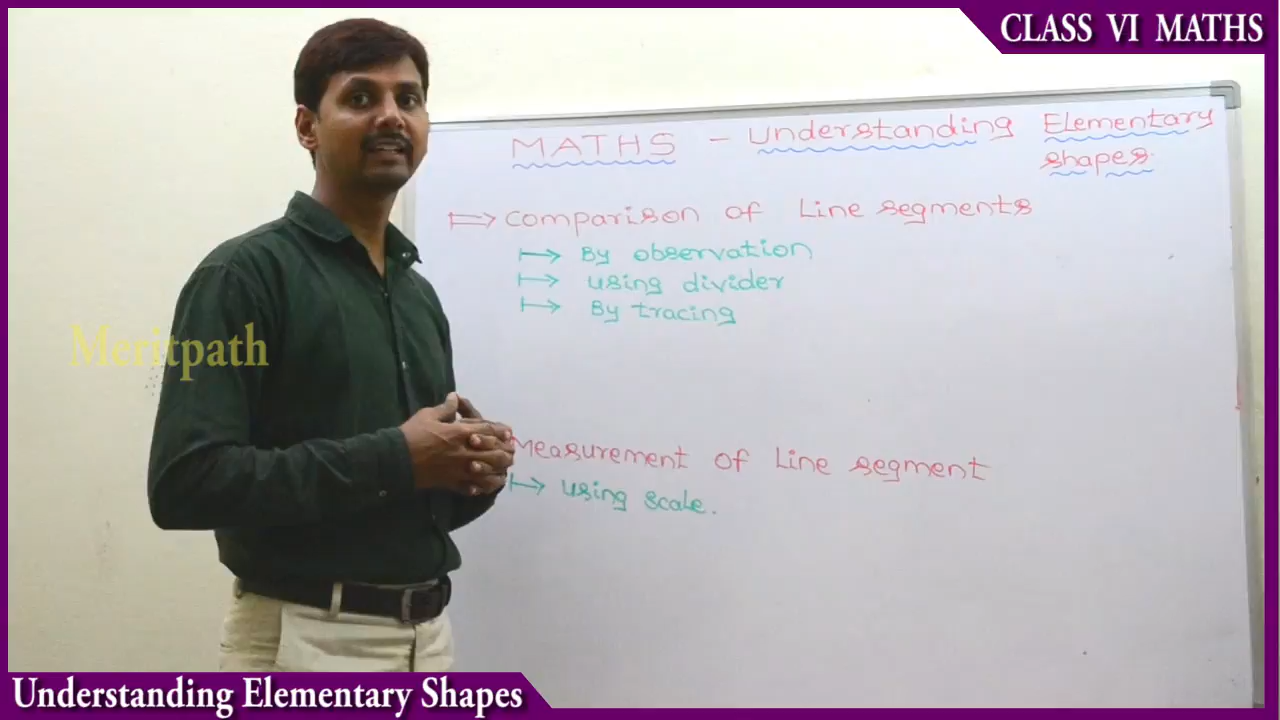 CLASS VI MATHS
MATHS - Understanding Elementary
shapes
comparison of Line segments
By observation
using divider
By tracing
Meritpath
Measurement of Line segment
using scale.
Understanding Elementary Shapes